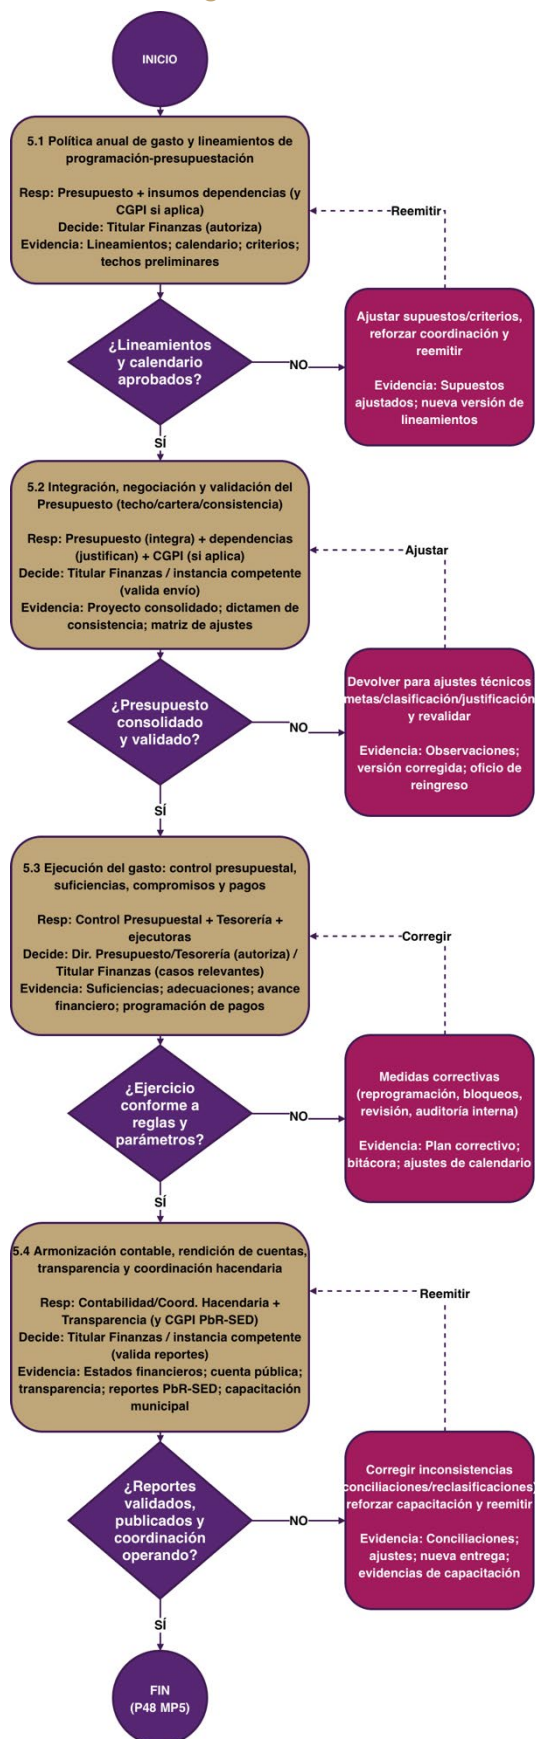 INICIO
5.1 Política anual de gasto y lineamientos de
programación-presupuestación
Resp: Presupuesto + insumos dependencias (y
CGPI si aplica)
Decide: Titular Finanzas (autoriza)
Evidencia: Lineamientos; calendario; criterios;
techos preliminares
Reemitir
Ajustar supuestos/criterios,
reforzar coordinación y
reemitir
Evidencia: Supuestos
ajustados; nueva versión de
lineamientos
¿Lineamientos
y calendario
aprobados?
NO
SÍ
5.2 Integración, negociación y validación del
Presupuesto (techo/cartera/consistencia)
Resp: Presupuesto (integra) + dependencias
(justifican) + CGPI (si aplica)
Decide: Titular Finanzas / instancia competente
(valida envío)
Evidencia: Proyecto consolidado; dictamen de
consistencia; matriz de ajustes
Ajustar
Devolver para ajustes técnicos
metas/clasificación/justificación
y revalidar
Evidencia: Observaciones;
versión corregida; oficio de
reingreso
¿Presupuesto
consolidado
y validado?
NO
SÍ
5.3 Ejecución del gasto: control presupuestal,
suficiencias, compromisos y pagos
Resp: Control Presupuestal + Tesorería +
ejecutoras
Decide: Dir. Presupuesto/Tesorería (autoriza) /
Titular Finanzas (casos relevantes)
Evidencia: Suficiencias; adecuaciones; avance
financiero; programación de pagos
Corregir
Medidas correctivas
(reprogramación, bloqueos,
revisión, auditoría interna)
Evidencia: Plan correctivo;
bitácora; ajustes de calendario
¿Ejercicio
conforme a
reglas y
parámetros?
NO
SÍ
5.4 Armonización contable, rendición de cuentas,
transparencia y coordinación hacendaria
Resp: Contabilidad/Coord. Hacendaria +
Transparencia (y CGPI PbR-SED)
Decide: Titular Finanzas / instancia competente
(valida reportes)
Evidencia: Estados financieros; cuenta pública;
transparencia; reportes PbR-SED; capacitación
municipal
Reemitir
Corregir inconsistencias
(conciliaciones/reclasificaciones)
reforzar capacitación y reemitir
Evidencia: Conciliaciones;
ajustes; nueva entrega;
evidencias de capacitación
¿Reportes
validados,
publicados y
coordinación
operando?
NO
SÍ
FIN
(P48 MP5)